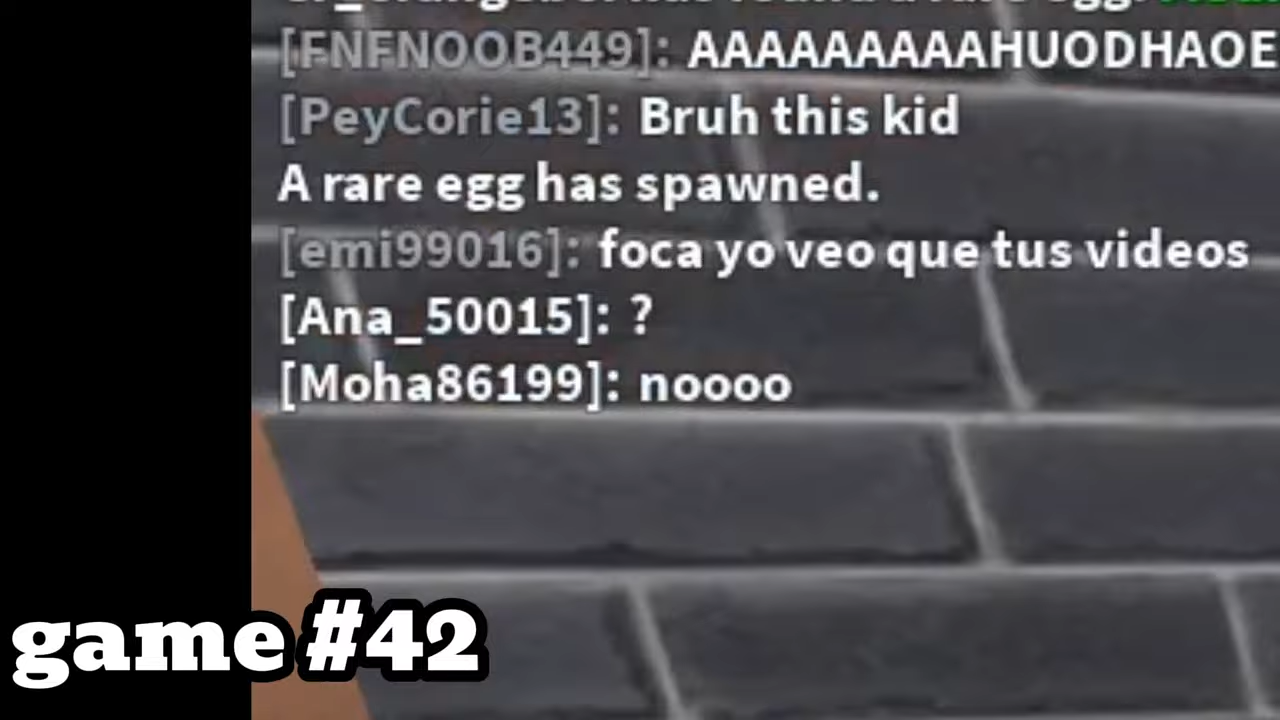 [FNFNOOB449]: AAAAAAAAAAHUODHAOE
[PeyCorie13]: Bruh this kid
A rare egg has spawned.
[emi99016]: foca yo veo que tus videos
[Ana_50015]: ?
[Moha86199]: noooo
game #42